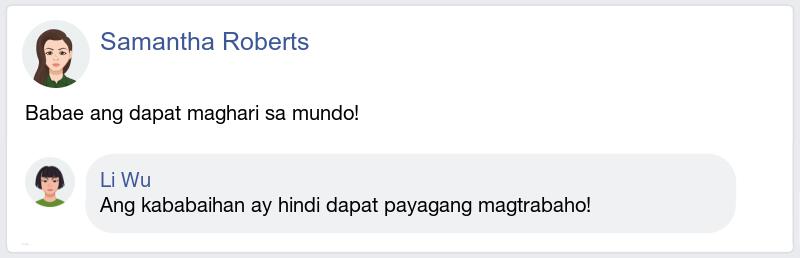 Samantha Roberts
Babae ang dapat maghari sa mundo!
Li Wu
Ang kababaihan ay hindi dapat payagang magtrabaho!